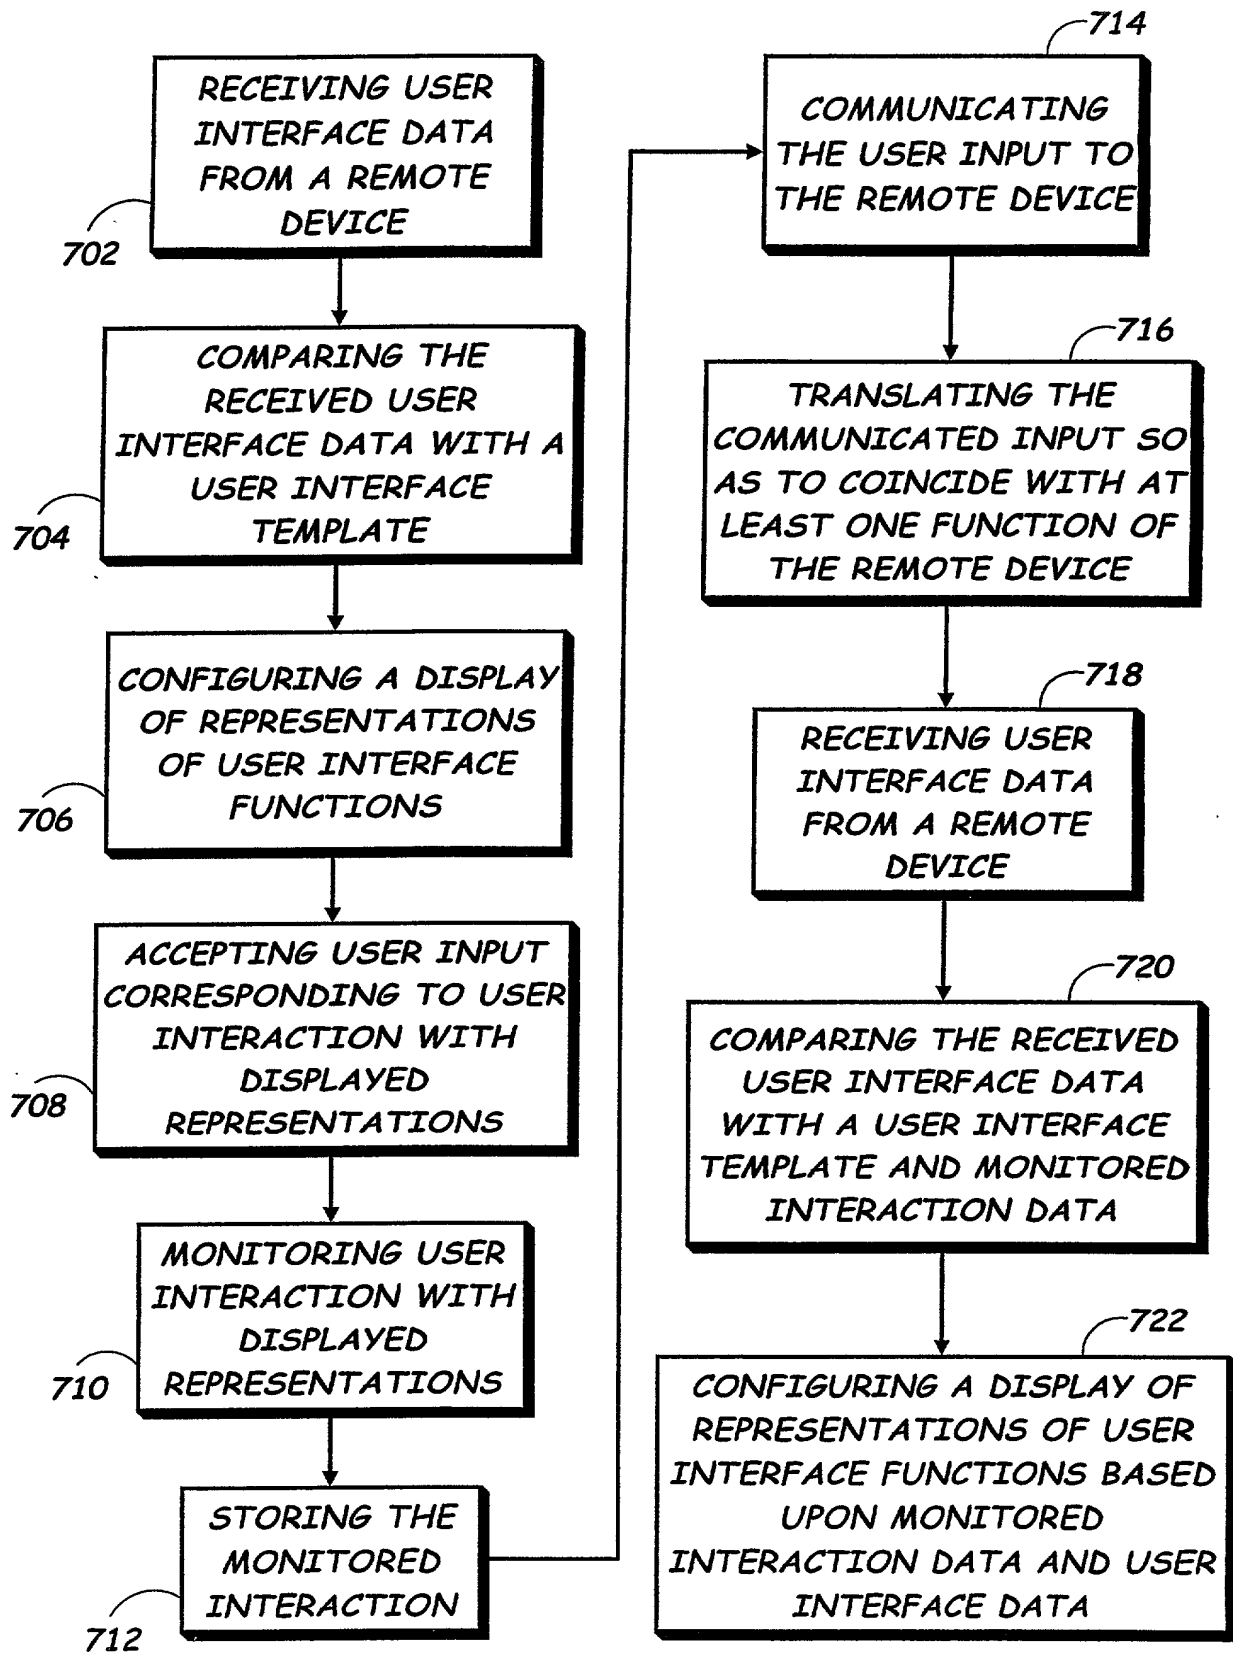 RECEIVING USER
INTERFACE DATA
FROM A REMOTE
DEVICE
702
COMPARING THE
RECEIVED USER
INTERFACE DATA WITH A
USER INTERFACE
TEMPLATE
704
CONFIGURING A DISPLAY
OF REPRESENTATIONS
OF USER INTERFACE
FUNCTIONS
706
ACCEPTING USER INPUT
CORRESPONDING TO USER
INTERACTION WITH
DISPLAYED
REPRESENTATIONS
708
MONITORING USER
INTERACTION WITH
DISPLAYED
REPRESENTATIONS
710
STORING THE
MONITORED
INTERACTION
712
714
COMMUNICATING
THE USER INPUT TO
THE REMOTE DEVICE
716
TRANSLATING THE
COMMUNICATED INPUT SO
AS TO COINCIDE WITH AT
LEAST ONE FUNCTION OF
THE REMOTE DEVICE
718
RECEIVING USER
INTERFACE DATA
FROM A REMOTE
DEVICE
720
COMPARING THE RECEIVED
USER INTERFACE DATA
WITH A USER INTERFACE
TEMPLATE AND MONITORED
INTERACTION DATA
722
CONFIGURING A DISPLAY OF
REPRESENTATIONS OF USER
INTERFACE FUNCTIONS BASED
UPON MONITORED
INTERACTION DATA AND USER
INTERFACE DATA